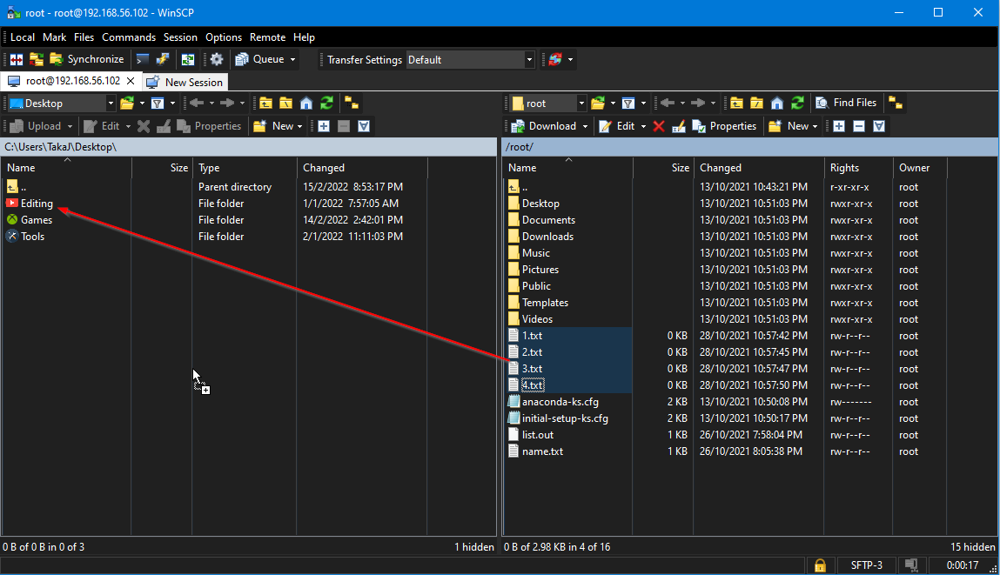 root - root@192.168.56.102 - WinSCP
Local Mark Files Commands Session Options Remote Help
Synchronize Queue Transfer Settings Default
root@192.168.56.102 New Session
Desktop root Find Files
Upload Edit Properties New Download Edit Properties New
C:\Users\TakaJ\Desktop\ /root/
Name Size Type Changed
.. Parent directory 15/2/2022 8:53:17 PM
Editing File folder 1/1/2022 7:57:05 AM
Games File folder 14/2/2022 2:42:01 PM
Tools File folder 2/1/2022 11:11:03 PM
0 B of 0 B in 0 of 3 1 hidden
Name Size Changed Rights Owner
.. 13/10/2021 10:43:21 PM r-xr-xr-x root
Desktop 13/10/2021 10:51:03 PM rwxr-xr-x root
Documents 13/10/2021 10:51:03 PM rwxr-xr-x root
Downloads 13/10/2021 10:51:03 PM rwxr-xr-x root
Music 13/10/2021 10:51:03 PM rwxr-xr-x root
Pictures 13/10/2021 10:51:03 PM rwxr-xr-x root
Public 13/10/2021 10:51:03 PM rwxr-xr-x root
Templates 13/10/2021 10:51:03 PM rwxr-xr-x root
Videos 13/10/2021 10:51:03 PM rwxr-xr-x root
1.txt 0 KB 28/10/2021 10:57:42 PM rw-r--r-- root
2.txt 0 KB 28/10/2021 10:57:45 PM rw-r--r-- root
3.txt 0 KB 28/10/2021 10:57:47 PM rw-r--r-- root
4.txt 0 KB 28/10/2021 10:57:50 PM rw-r--r-- root
anaconda-ks.cfg 2 KB 13/10/2021 10:50:08 PM rw------- root
initial-setup-ks.cfg 2 KB 13/10/2021 10:50:17 PM rw-r--r-- root
list.out 1 KB 26/10/2021 7:58:04 PM rw-r--r-- root
name.txt 1 KB 26/10/2021 8:05:38 PM rw-r--r-- root
0 B of 2.98 KB in 4 of 16 15 hidden
SFTP-3 0:00:17